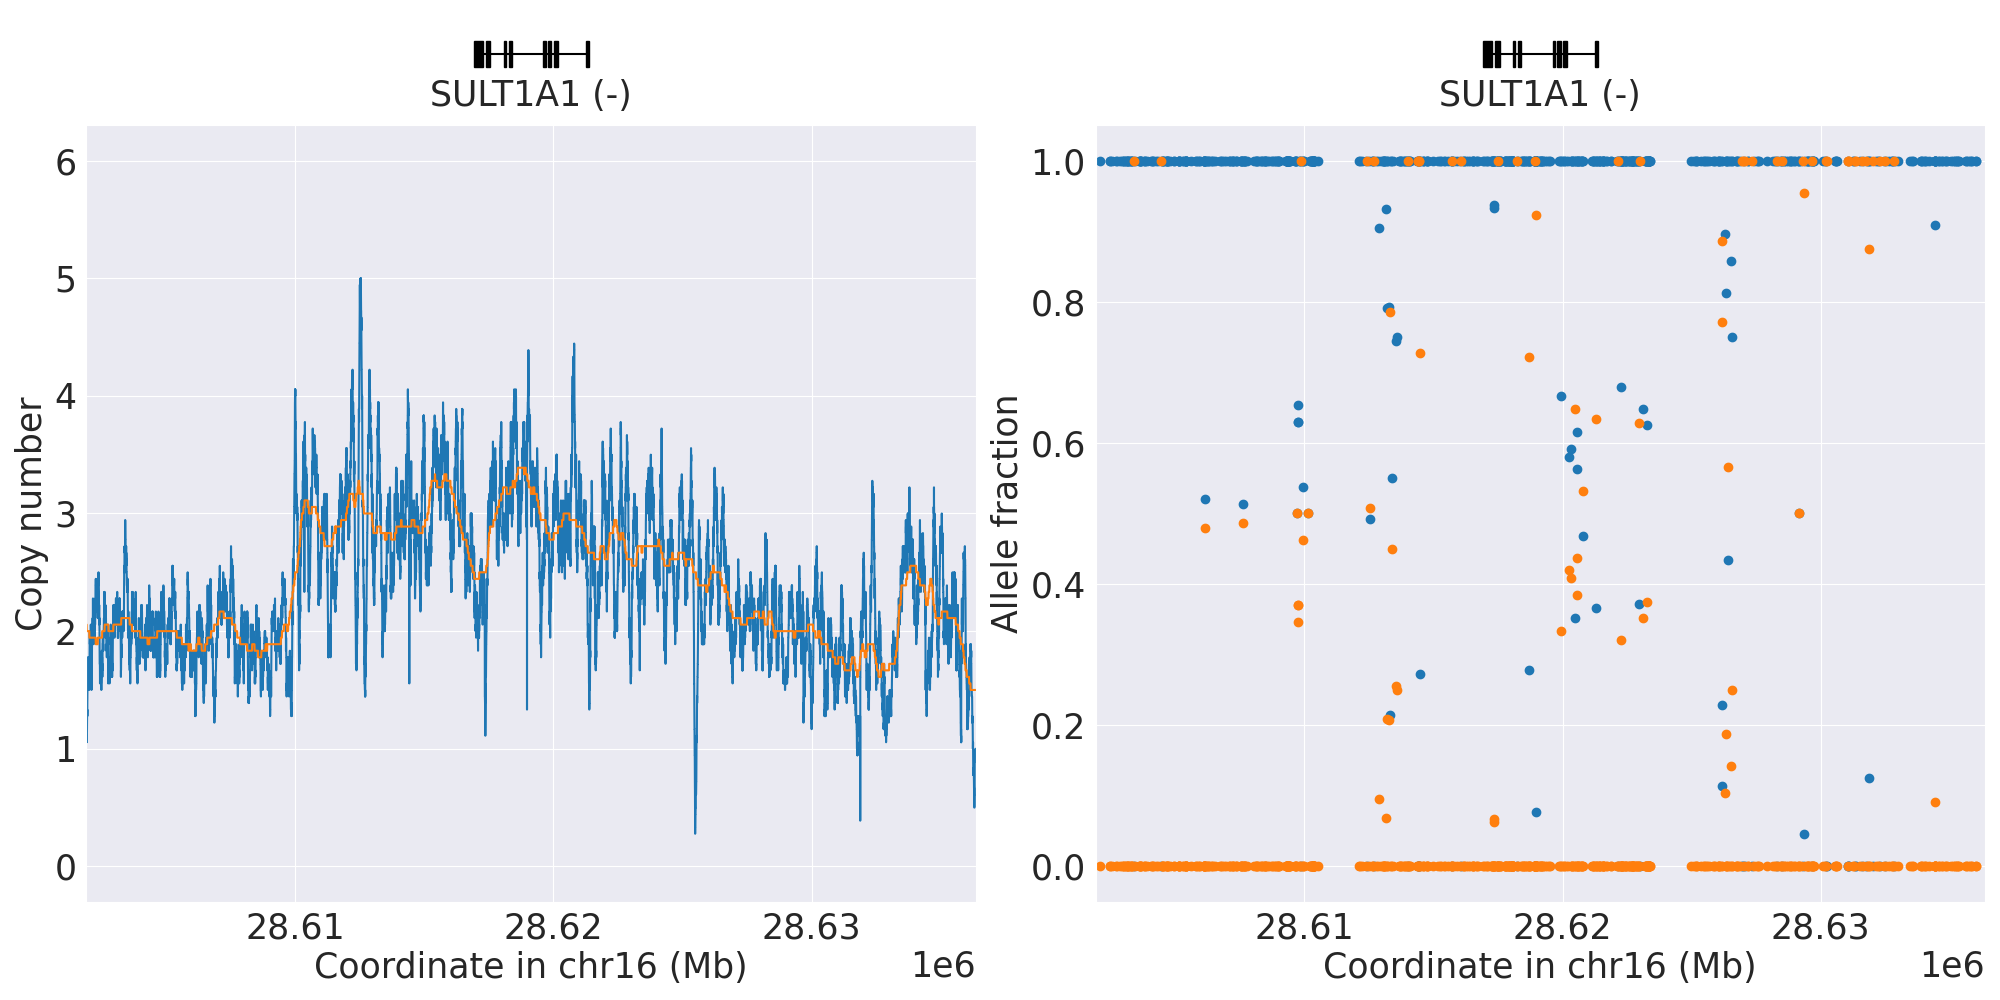 SULT1A1 (-)
6
5
4
3
2
1
0
Copy number
28.61
28.62
28.63
Coordinate in chr16 (Mb)
1e6
SULT1A1 (-)
1.0
0.8
0.6
0.4
0.2
0.0
Allele fraction
28.61
28.62
28.63
Coordinate in chr16 (Mb)
1e6